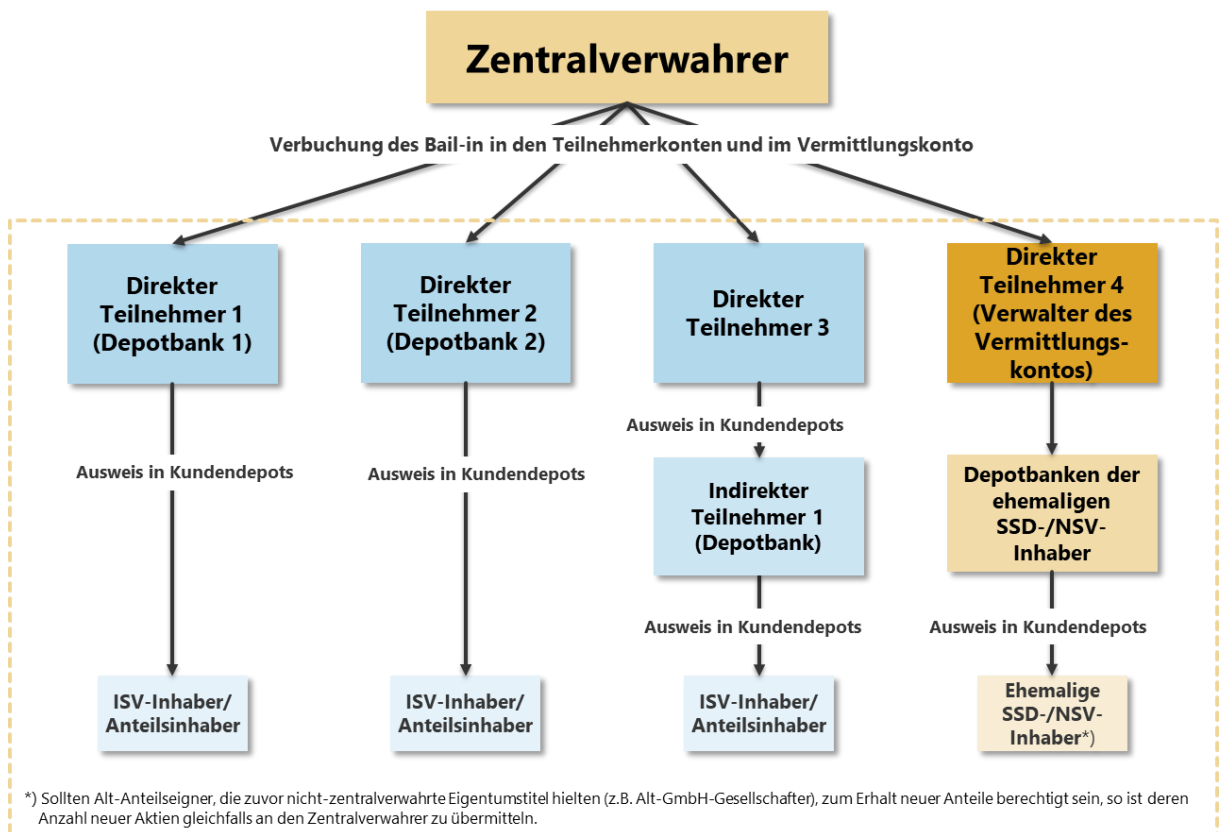 Zentralverwahrer
Verbuchung des Bail-in in den Teilnehmerkonten und im Vermittlungskonto
Direkter
Teilnehmer 1
(Depotbank 1)
Ausweis in Kundendepots
ISV-Inhaber/
Anteilsinhaber
Direkter
Teilnehmer 2
(Depotbank 2)
Ausweis in Kundendepots
ISV-Inhaber/
Anteilsinhaber
Direkter
Teilnehmer 3
Ausweis in Kundendepots
Indirekter
Teilnehmer 1
(Depotbank)
Ausweis in Kundendepots
ISV-Inhaber/
Anteilsinhaber
Direkter
Teilnehmer 4
(Verwalter des
Vermittlungs-
kontos)
Depotbanken der
ehemaligen
SSD-/NSV-
Inhaber
Ausweis in Kundendepots
Ehemalige
SSD-/NSV-
Inhaber*)
*) Sollten Alt-Anteilseigner, die zuvor nicht-zentralverwahrte Eigentumstitel hielten (z.B. Alt-GmbH-Gesellschafter), zum Erhalt neuer Anteile berechtigt sein, so ist deren
Anzahl neuer Aktien gleichfalls an den Zentralverwahrer zu übermitteln.